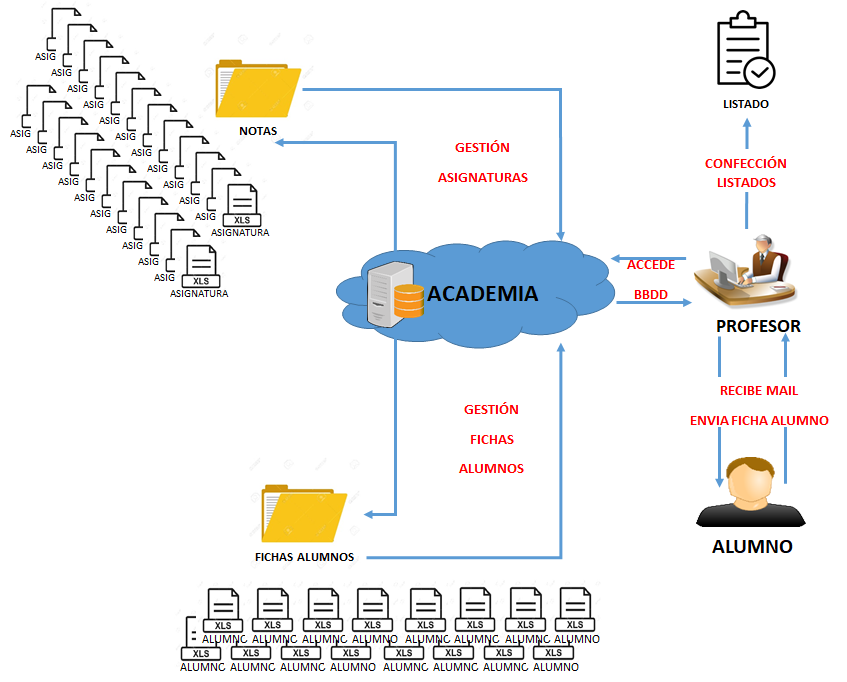 ASIG
ASIG
ASIG
ASIG
ASIG
ASIG
ASIG
ASIG
ASIG
ASIG
ASIG
XLS
ASIGNATURA
ASIG
ASIG
ASIG
ASIG
ASIG
ASIG
ASIG
ASIG
ASIG
ASIG
XLS
ASIGNATURA
NOTAS
GESTIÓN
ASIGNATURAS
LISTADO
CONFECCIÓN
LISTADOS
ACADEMIA
ACCEDE
BBDD
PROFESOR
RECIBE MAIL
ENVIA FICHA ALUMNO
ALUMNO
GESTIÓN
FICHAS
ALUMNOS
FICHAS ALUMNOS
XLS XLS XLS XLS XLS XLS XLS XLS
ALUMNO ALUMNO ALUMNO ALUMNO ALUMNO ALUMNO ALUMNO ALUMNO
XLS XLS XLS XLS XLS XLS XLS XLS
ALUMNO ALUMNO ALUMNO ALUMNO ALUMNO ALUMNO ALUMNO ALUMNO